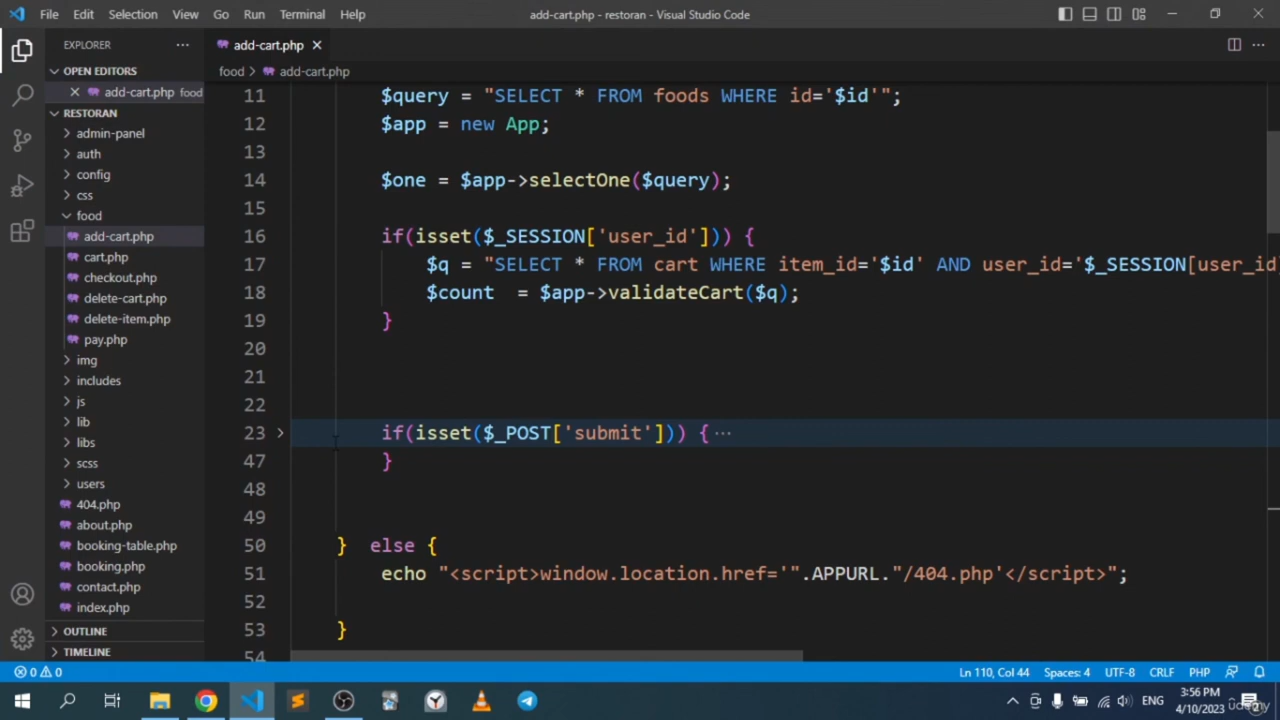 File Edit Selection View Go Run Terminal Help add-cart.php - restoran - Visual Studio Code
EXPLORER ··· add-cart.php
OPEN EDITORS food > add-cart.php
add-cart.php food
RESTORAN
admin-panel
auth
config
css
food
add-cart.php
cart.php
checkout.php
delete-cart.php
delete-item.php
pay.php
img
includes
js
lib
libs
scss
users
404.php
about.php
booking-table.php
booking.php
contact.php
index.php
OUTLINE
TIMELINE
11 $query = "SELECT * FROM foods WHERE id='$id'";
12 $app = new App;
13
14 $one = $app->selectOne($query);
15
16 if(isset($_SESSION['user_id'])) {
17 $q = "SELECT * FROM cart WHERE item_id='$id' AND user_id='$_SESSION[user_id
18 $count = $app->validateCart($q);
19 }
20
21
22
23 if(isset($_POST['submit'])) { ···
47 }
48
49
50 } else {
51 echo "<script>window.location.href='".APPURL."/404.php'</script>";
52
53 }
54
0 0 Ln 110, Col 44 Spaces: 4 UTF-8 CRLF PHP
ENG 3:56 PM
4/10/2023
udemy